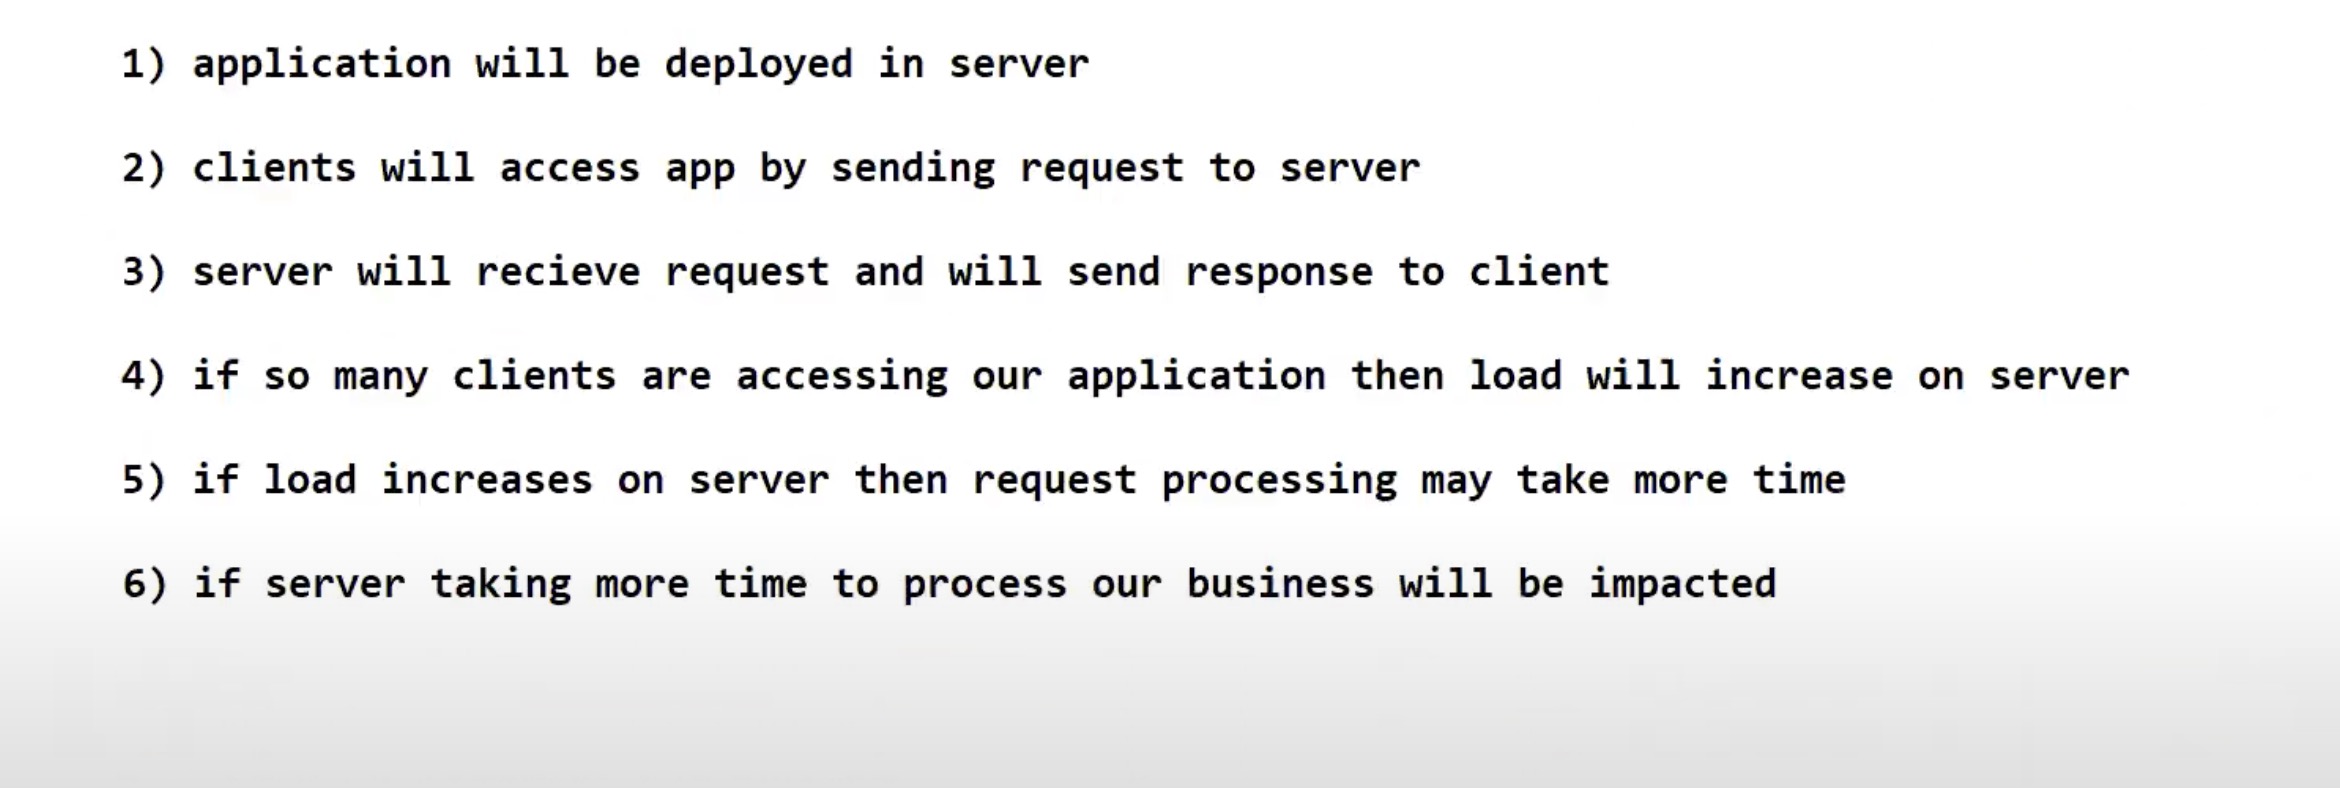 1) application will be deployed in server
2) clients will access app by sending request to server
3) server will recieve request and will send response to client
4) if so many clients are accessing our application then load will increase on server
5) if load increases on server then request processing may take more time
6) if server taking more time to process our business will be impacted